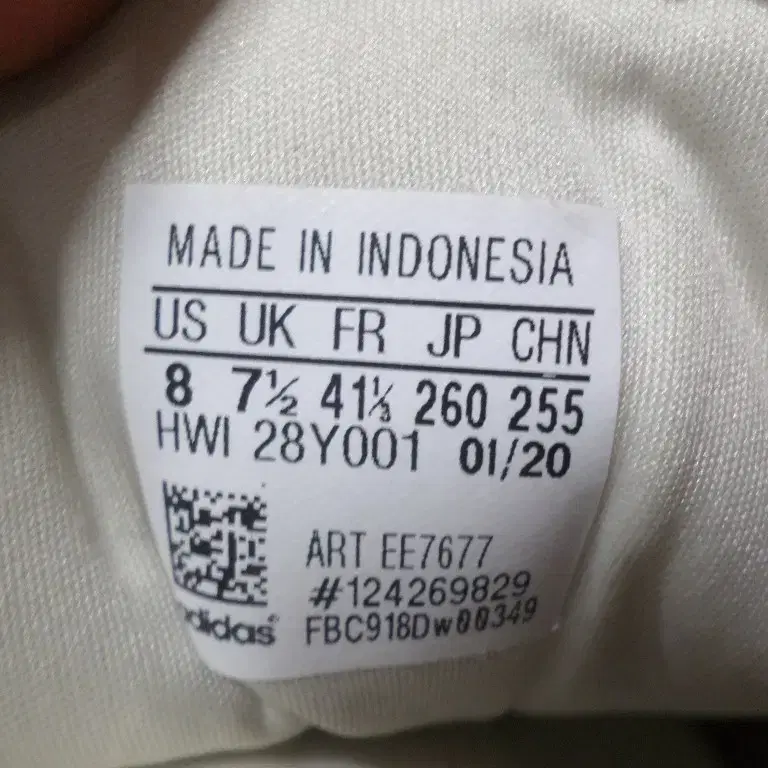 MADE IN INDONESIA
US UK FR JP CHN
8 7½ 41⅓ 260 255
HWI 28Y001 01/20
ART EE7677
#124269829
adidas FBC918Dw00349